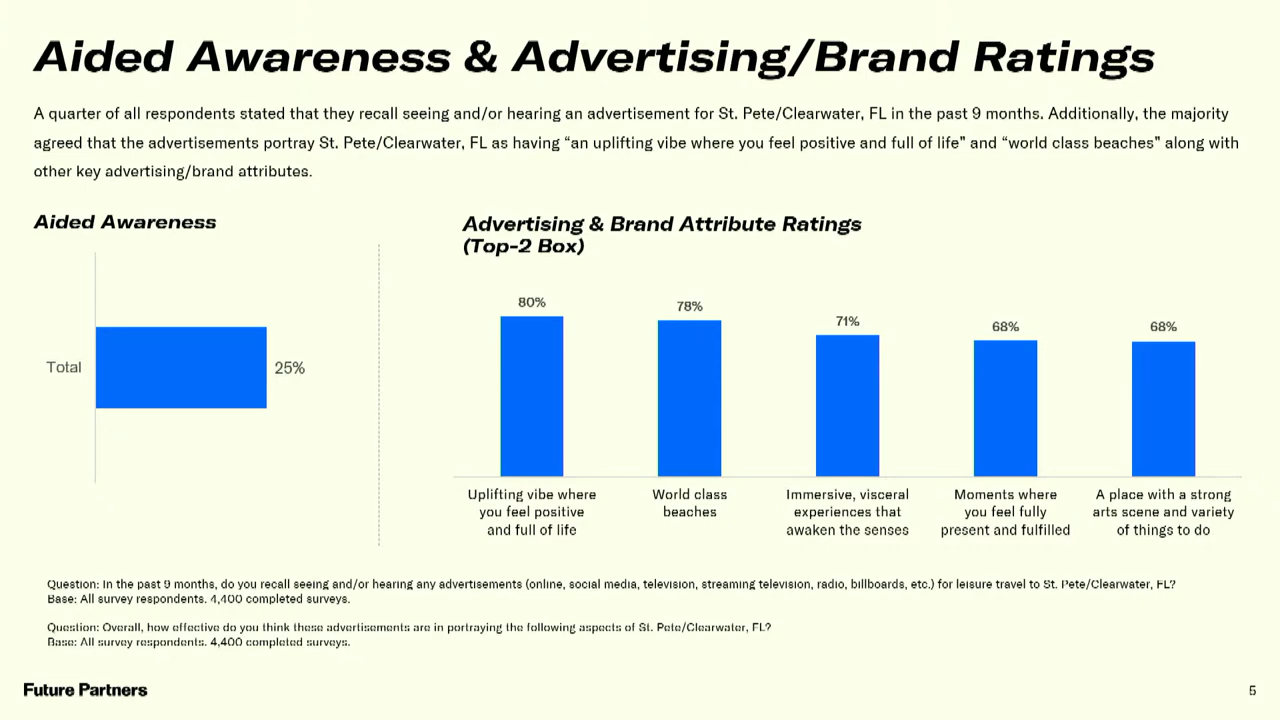 Aided Awareness & Advertising/Brand Ratings
A quarter of all respondents stated that they recall seeing and/or hearing an advertisement for St. Pete/Clearwater, FL in the past 9 months. Additionally, the majority
agreed that the advertisements portray St. Pete/Clearwater, FL as having “an uplifting vibe where you feel positive and full of life” and “world class beaches” along with
other key advertising/brand attributes.
Aided Awareness
Total
25%
Advertising & Brand Attribute Ratings
(Top-2 Box)
80%
78%
71%
68%
68%
Uplifting vibe where
you feel positive
and full of life
World class
beaches
Immersive, visceral
experiences that
awaken the senses
Moments where
you feel fully
present and fulfilled
A place with a strong
arts scene and variety
of things to do
Question: In the past 9 months, do you recall seeing and/or hearing any advertisements (online, social media, television, streaming television, radio, billboards, etc.) for leisure travel to St. Pete/Clearwater, FL?
Base: All survey respondents. 4,400 completed surveys.
Question: Overall, how effective do you think these advertisements are in portraying the following aspects of St. Pete/Clearwater, FL?
Base: All survey respondents. 4,400 completed surveys.
Future Partners
5